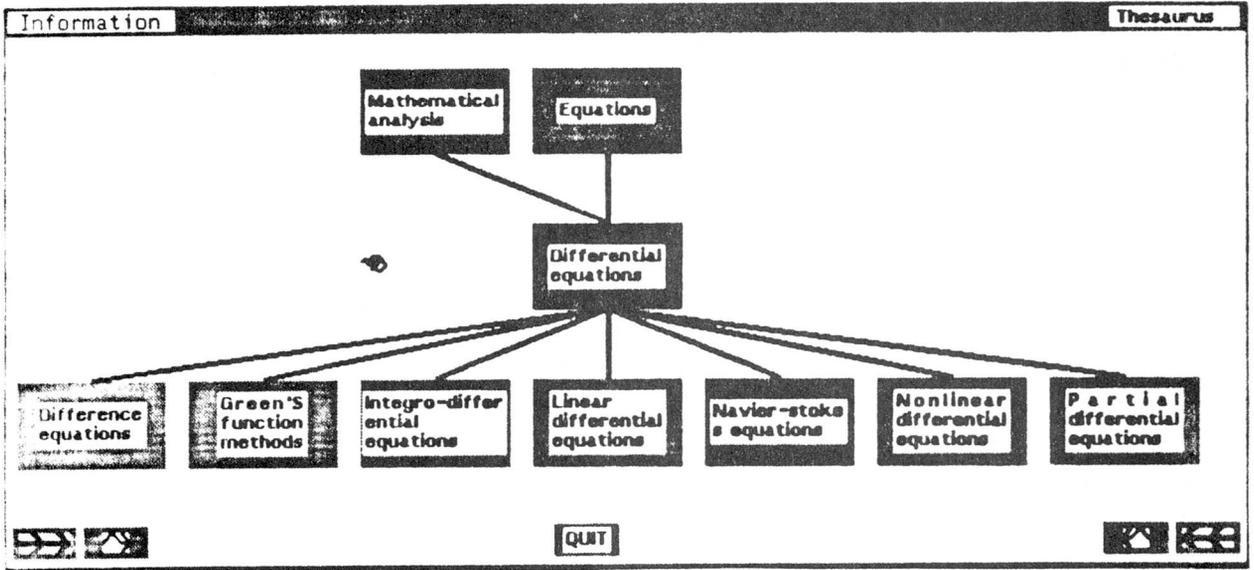 Information
Thesaurus
Mathematical
analysis
Equations
Differential
equations
Difference
equations
Green'S
function
methods
Integro-differ
ential
equations
Linear
differential
equations
Navier-stoke
s equations
Nonlinear
differential
equations
Partial
differential
equations
QUIT